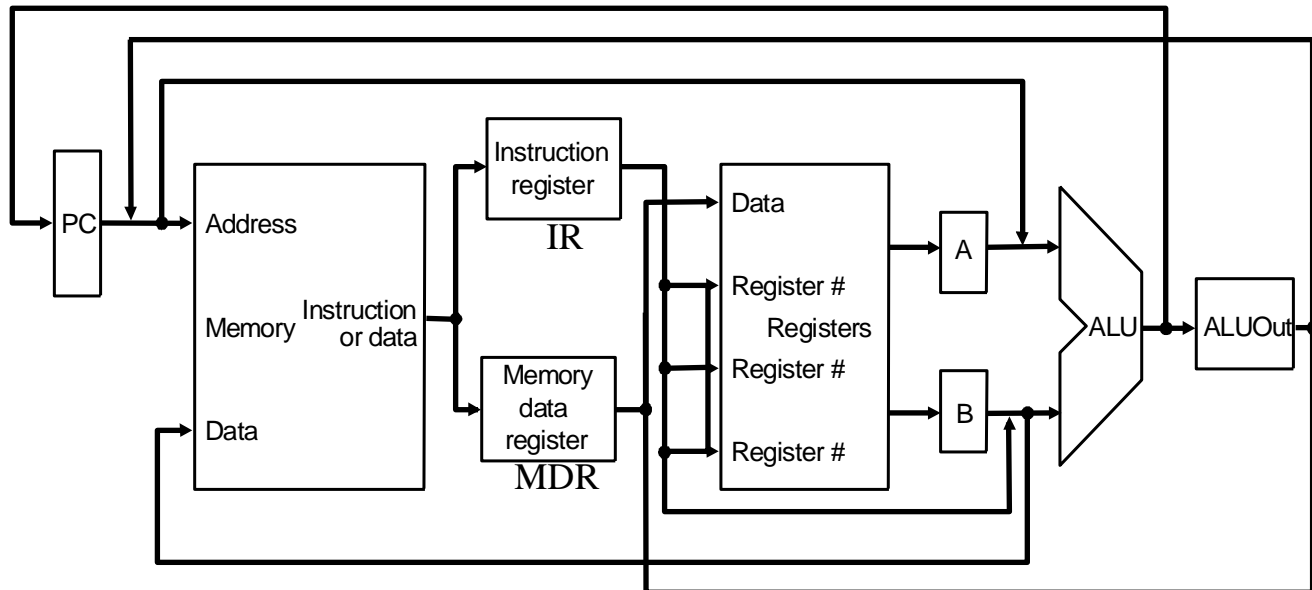 PC
Address
Memory
Instruction
or data
Data
Instruction
register
IR
Memory
data
register
MDR
Data
Register #
Registers
Register #
Register #
A
B
ALU
ALUOut